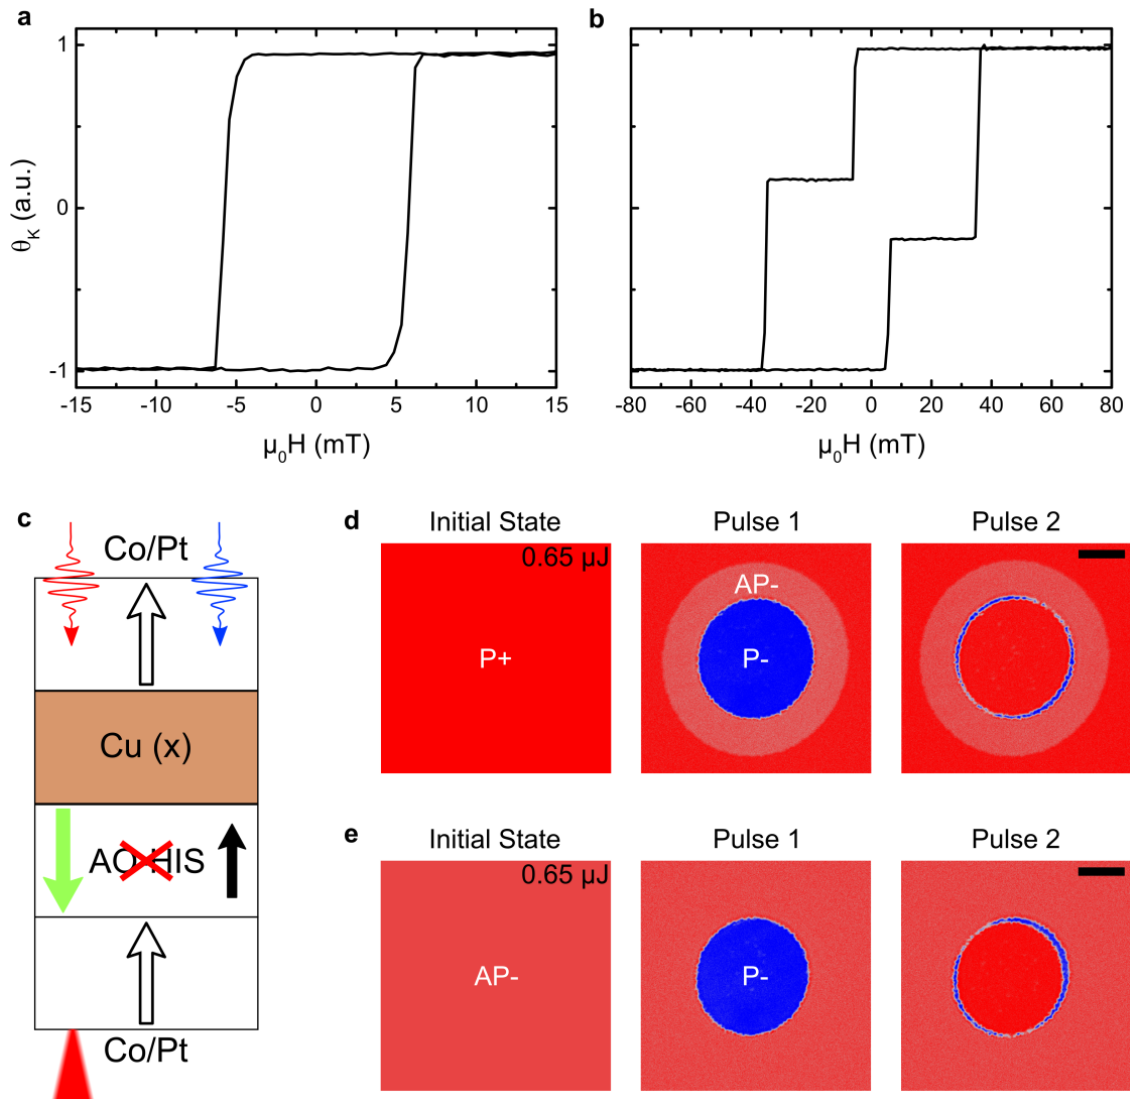 a
1
0
-1
θK (a.u.)
-15
-10
-5
0
5
10
15
µ0H (mT)
b
-80
-60
-40
-20
0
20
40
60
80
µ0H (mT)
c
Co/Pt
Cu (x)
AO-HIS
Co/Pt
d
Initial State
Pulse 1
Pulse 2
0.65 µJ
P+
AP-
P-
e
Initial State
Pulse 1
Pulse 2
0.65 µJ
AP-
P-